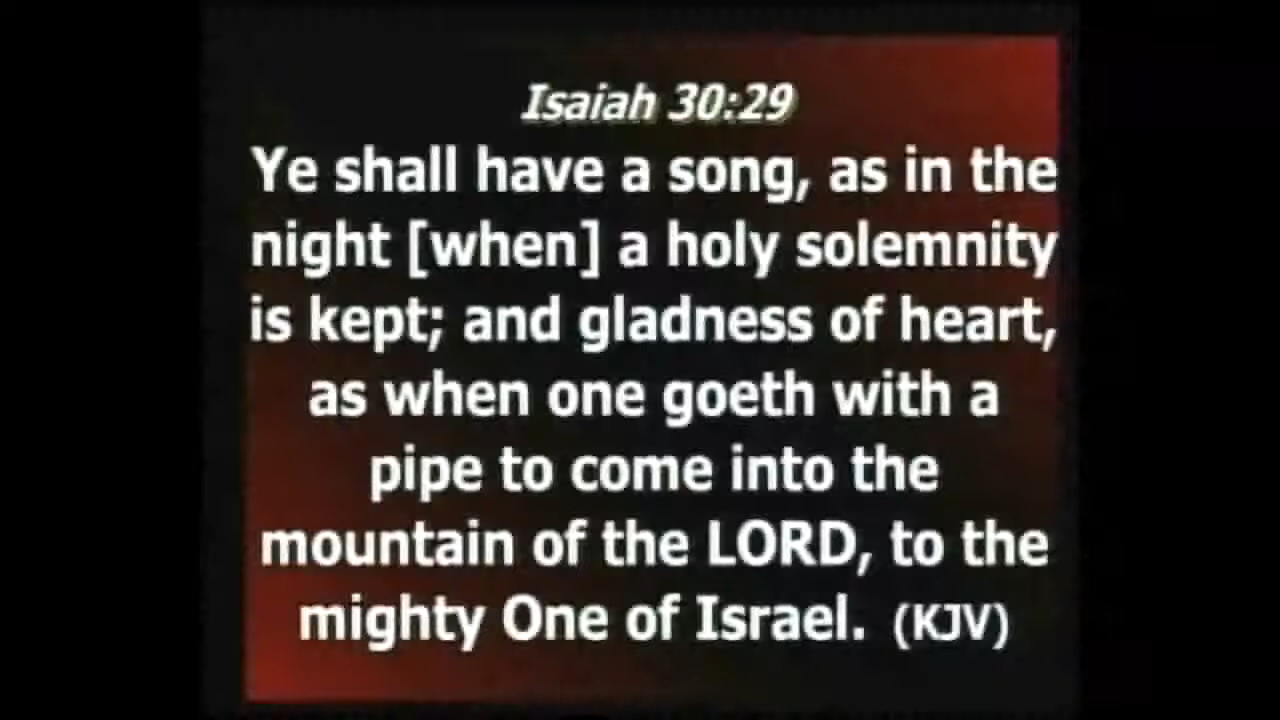 Isaiah 30:29
Ye shall have a song, as in the
night [when] a holy solemnity
is kept; and gladness of heart,
as when one goeth with a
pipe to come into the
mountain of the LORD, to the
mighty One of Israel. (KJV)